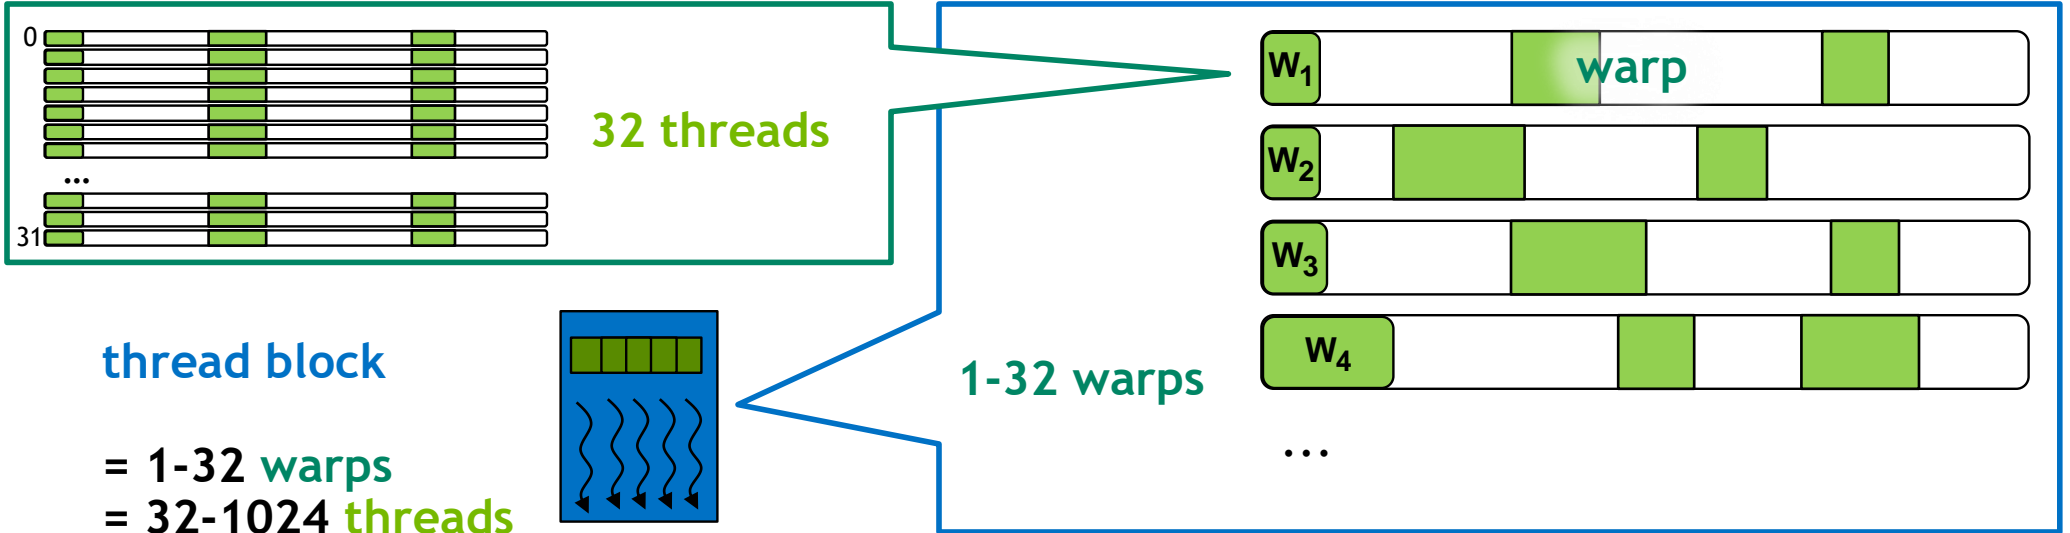 0
...
31
32 threads
thread block
= 1-32 warps
= 32-1024 threads
1-32 warps
W1 warp
W2
W3
W4
...